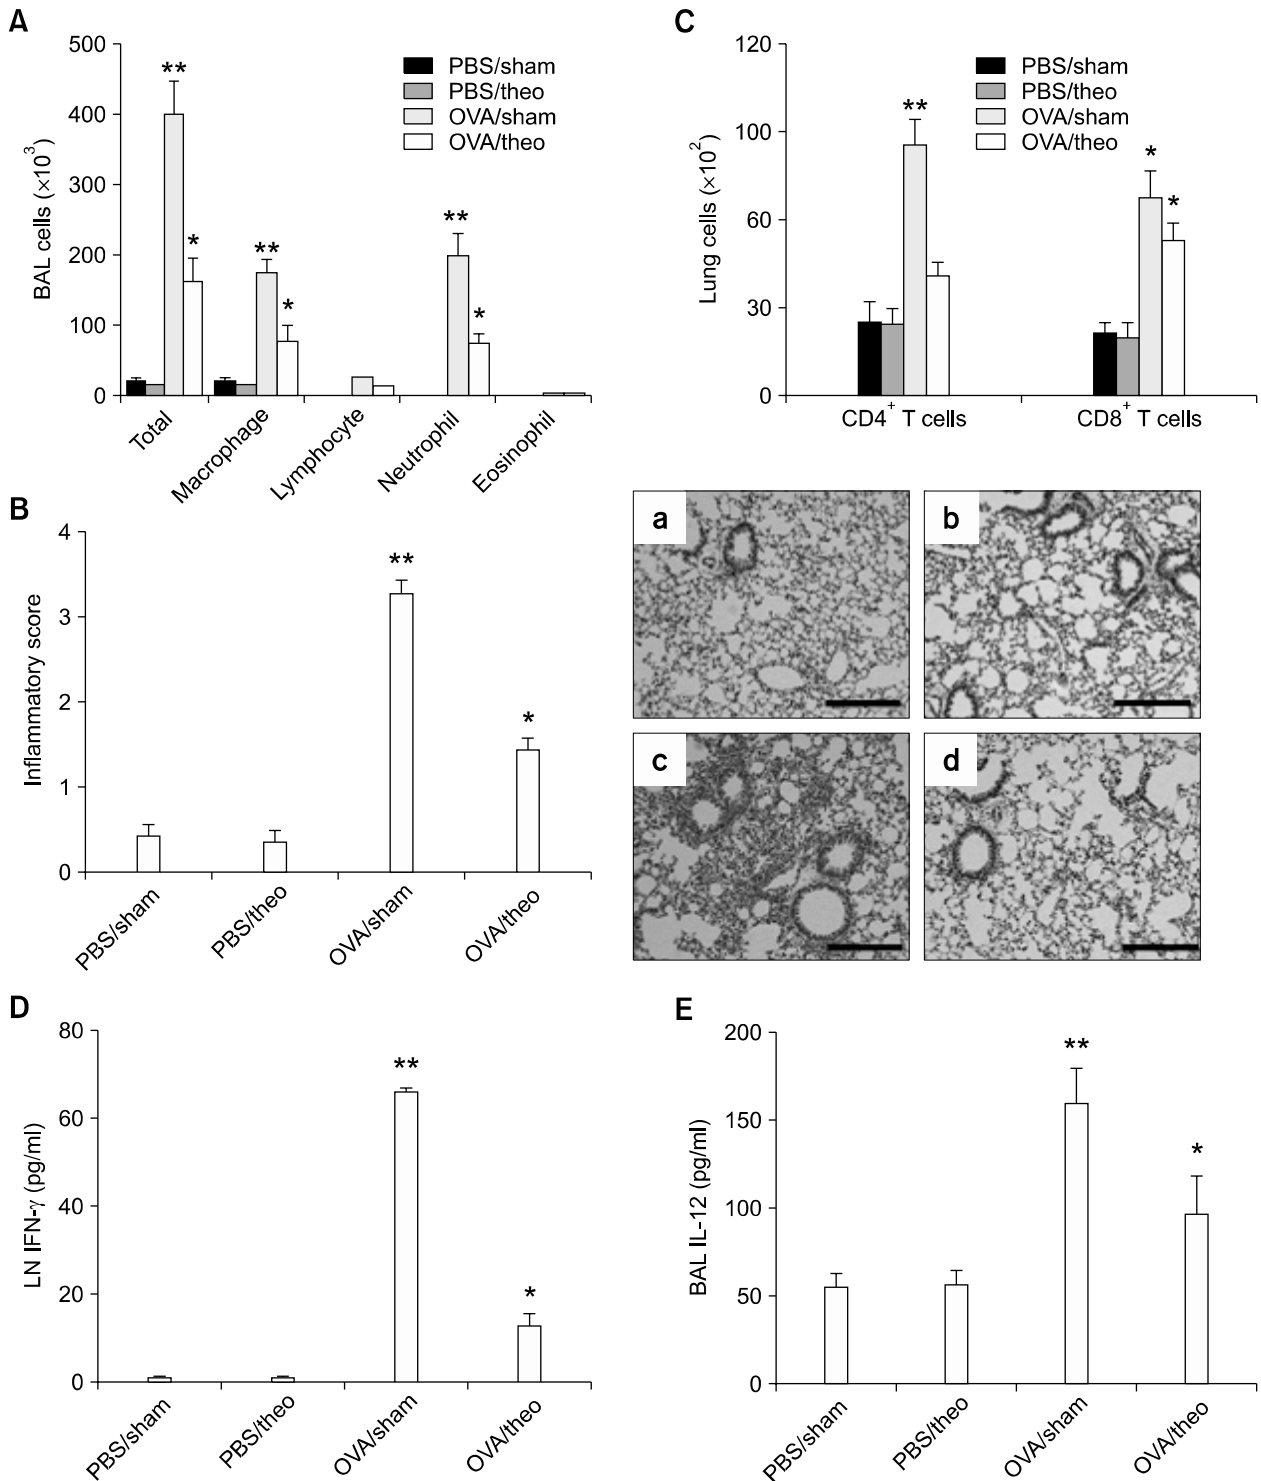 A
500
400
300
200
100
0
BAL cells (×10³)
PBS/sham
PBS/theo
OVA/sham
OVA/theo
**
*
**
*
**
*
Total
Macrophage
Lymphocyte
Neutrophil
Eosinophil
C
120
100
60
30
0
Lung cells (×10²)
PBS/sham
PBS/theo
OVA/sham
OVA/theo
**
*
*
CD4⁺ T cells
CD8⁺ T cells
B
4
3
2
1
0
Inflammatory score
**
*
PBS/sham
PBS/theo
OVA/sham
OVA/theo
a
b
c
d
D
80
60
40
20
0
LN IFN-γ (pg/ml)
**
*
PBS/sham
PBS/theo
OVA/sham
OVA/theo
E
200
150
100
50
0
BAL IL-12 (pg/ml)
**
*
PBS/sham
PBS/theo
OVA/sham
OVA/theo